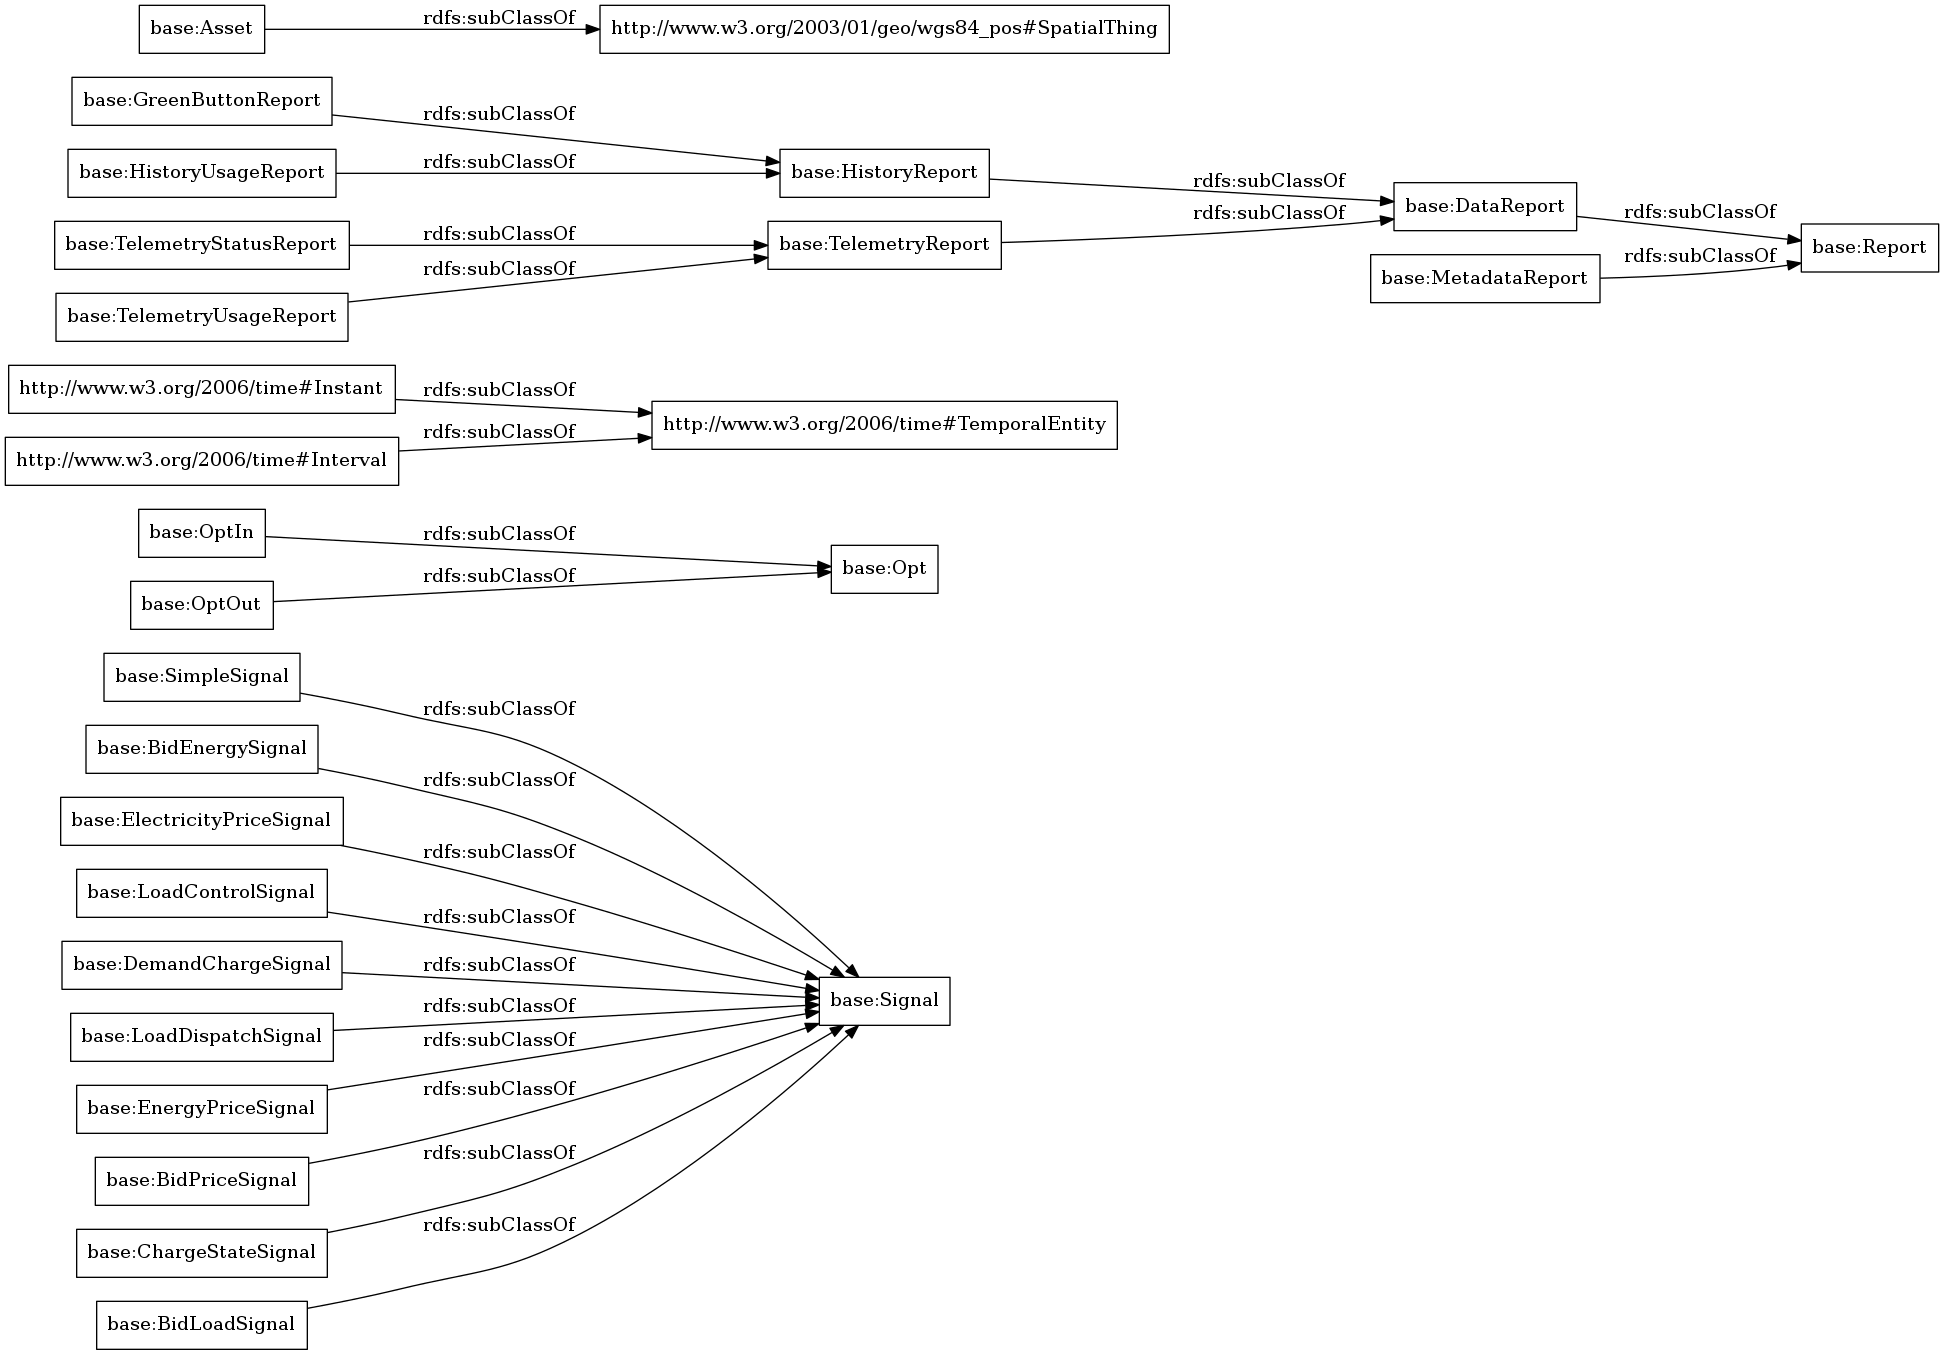 base:Asset
rdfs:subClassOf
http://www.w3.org/2003/01/geo/wgs84_pos#SpatialThing
base:GreenButtonReport
rdfs:subClassOf
base:HistoryUsageReport
rdfs:subClassOf
base:HistoryReport
rdfs:subClassOf
base:TelemetryStatusReport
rdfs:subClassOf
base:TelemetryReport
rdfs:subClassOf
base:DataReport
rdfs:subClassOf
base:TelemetryUsageReport
rdfs:subClassOf
base:MetadataReport
rdfs:subClassOf
base:Report
http://www.w3.org/2006/time#Instant
rdfs:subClassOf
http://www.w3.org/2006/time#Interval
rdfs:subClassOf
http://www.w3.org/2006/time#TemporalEntity
base:OptIn
rdfs:subClassOf
base:OptOut
rdfs:subClassOf
base:Opt
base:SimpleSignal
rdfs:subClassOf
base:BidEnergySignal
rdfs:subClassOf
base:ElectricityPriceSignal
rdfs:subClassOf
base:LoadControlSignal
rdfs:subClassOf
base:DemandChargeSignal
rdfs:subClassOf
base:LoadDispatchSignal
rdfs:subClassOf
base:Signal
base:EnergyPriceSignal
rdfs:subClassOf
base:BidPriceSignal
rdfs:subClassOf
base:ChargeStateSignal
rdfs:subClassOf
base:BidLoadSignal
rdfs:subClassOf